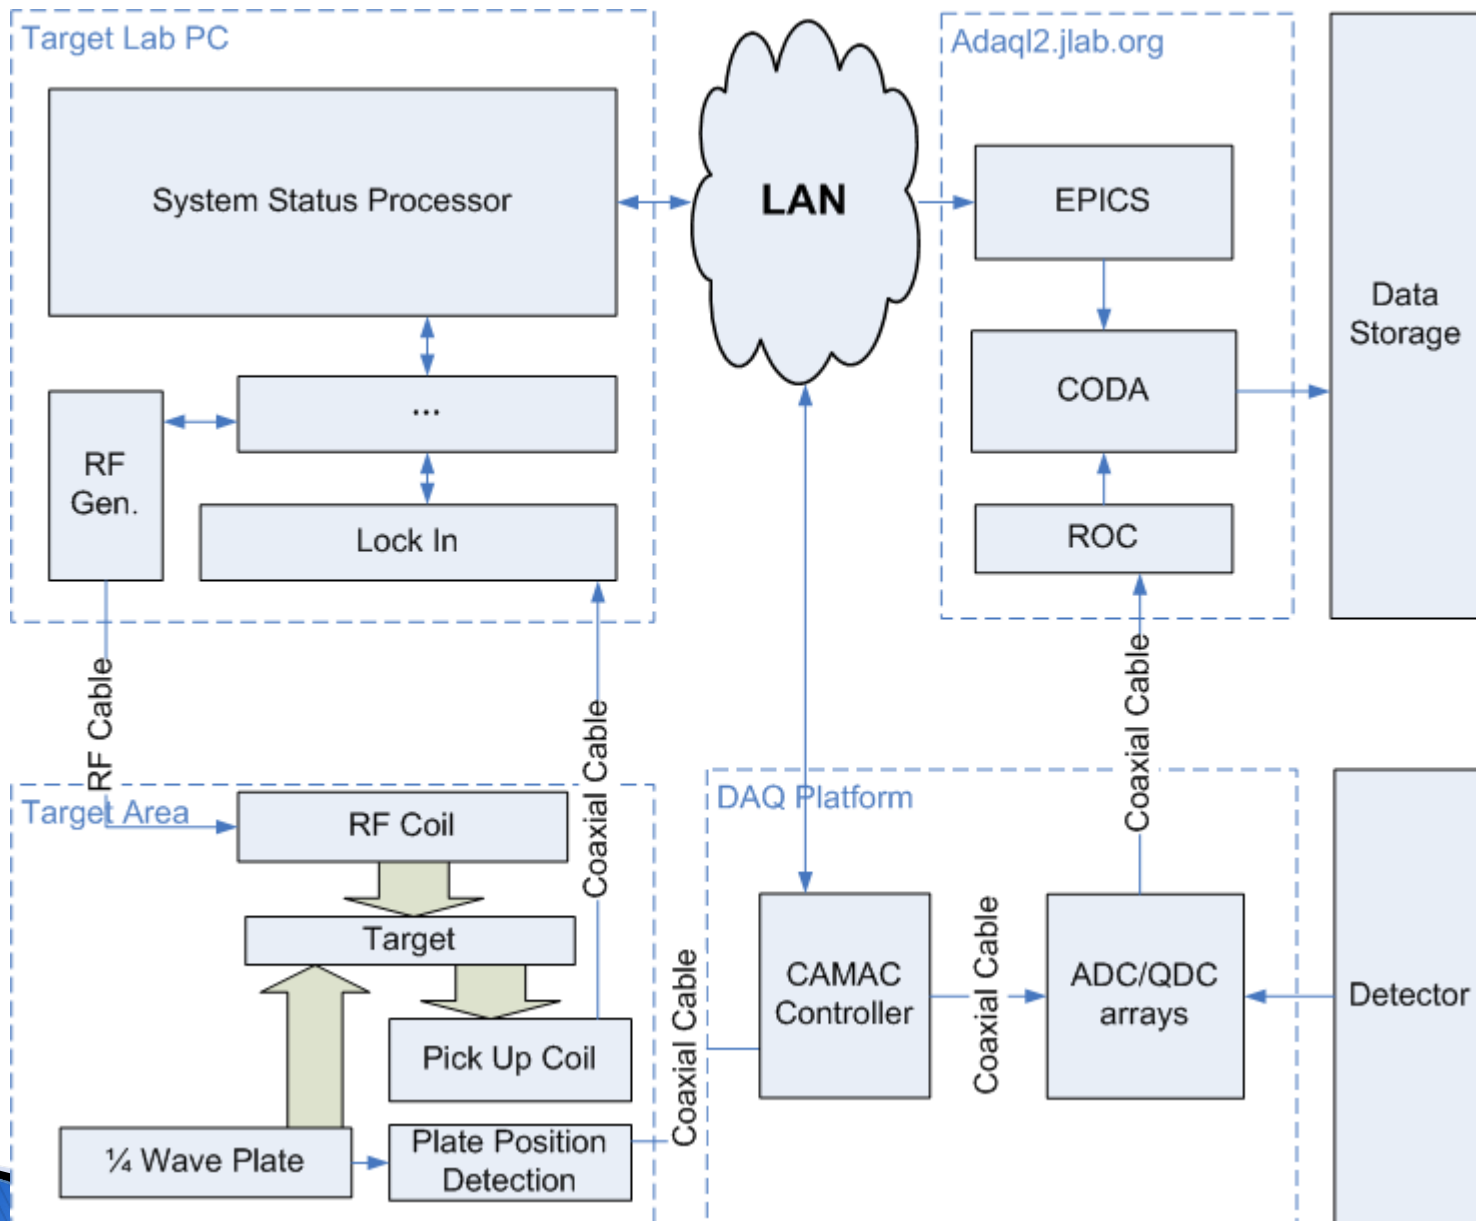 Target Lab PC
System Status Processor
...
RF
Gen.
Lock In
LAN
Adaql2.jlab.org
EPICS
CODA
ROC
Data
Storage
RF Cable
Coaxial Cable
Coaxial Cable
Target Area
RF Coil
Target
Pick Up Coil
¼ Wave Plate
Plate Position
Detection
Coaxial Cable
DAQ Platform
CAMAC
Controller
Coaxial Cable
ADC/QDC
arrays
Detector